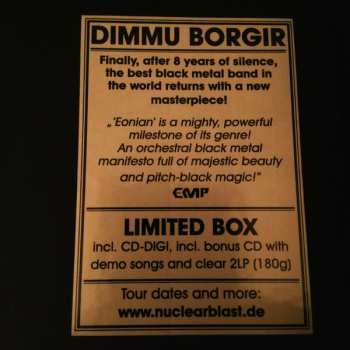 DIMMU BORGIR
Finally, after 8 years of silence,
the best black metal band in
the world returns with a new
masterpiece!
„'Eonian' is a mighty, powerful
milestone of its genre!
An orchestral black metal
manifesto full of majestic beauty
and pitch-black magic!"
EMP
LIMITED BOX
incl. CD-DIGI, incl. bonus CD with
demo songs and clear 2LP (180g)
Tour dates and more:
www.nuclearblast.de